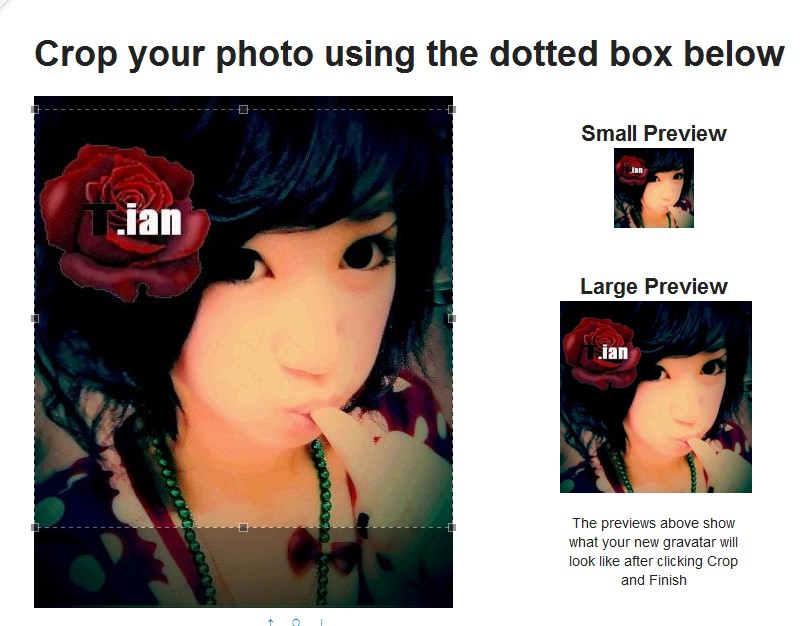 Crop your photo using the dotted box below
Small Preview
T.ian
Large Preview
T.ian
The previews above show
what your new gravatar will
look like after clicking Crop
and Finish